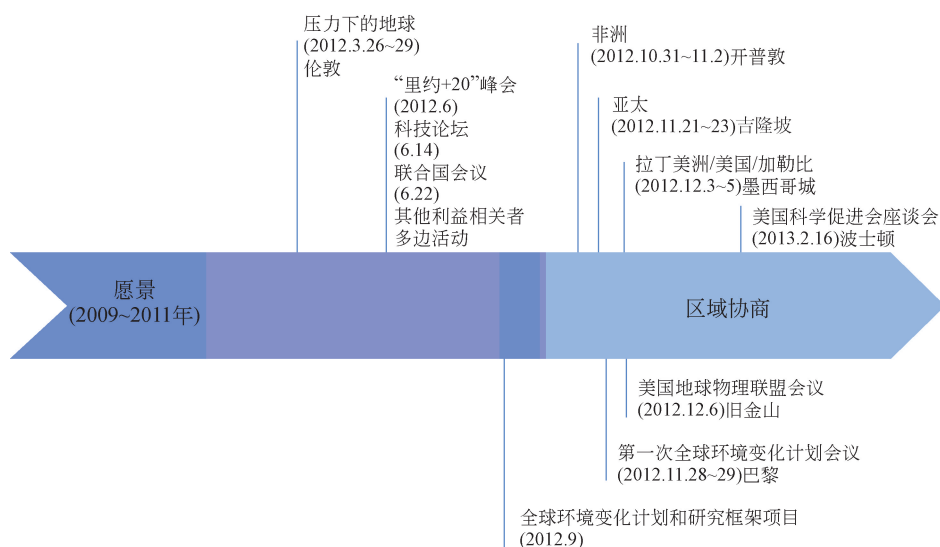 压力下的地球
(2012.3.26~29)
伦敦
“里约+20”峰会
(2012.6)
科技论坛
(6.14)
联合国会议
(6.22)
其他利益相关者
多边活动
非洲
(2012.10.31~11.2)开普敦
亚太
(2012.11.21~23)吉隆坡
拉丁美洲/美国/加勒比
(2012.12.3~5)墨西哥城
美国科学促进会座谈会
(2013.2.16)波士顿
愿景
(2009~2011年)
区域协商
美国地球物理联盟会议
(2012.12.6)旧金山
第一次全球环境变化计划会议
(2012.11.28~29)巴黎
全球环境变化计划和研究框架项目
(2012.9)